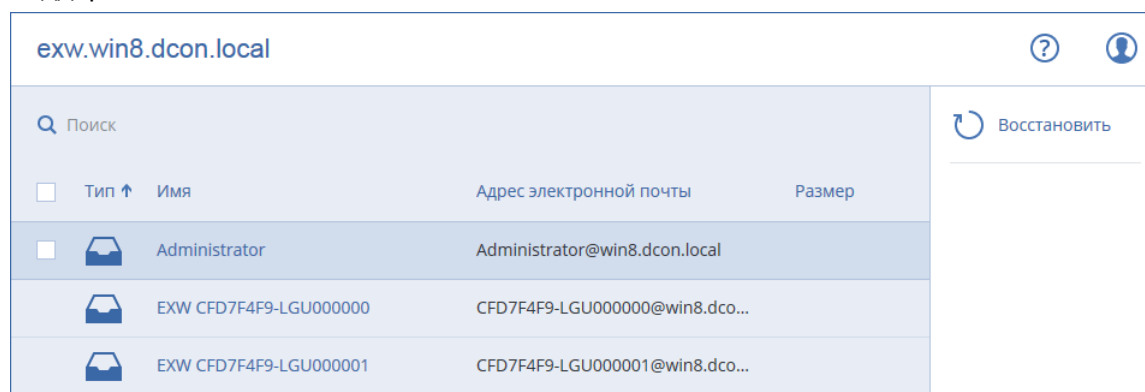 exw.win8.dcon.local
Поиск
Восстановить
Тип Имя Адрес электронной почты Размер
Administrator Administrator@win8.dcon.local
EXW CFD7F4F9-LGU000000 CFD7F4F9-LGU000000@win8.dco...
EXW CFD7F4F9-LGU000001 CFD7F4F9-LGU000001@win8.dco...